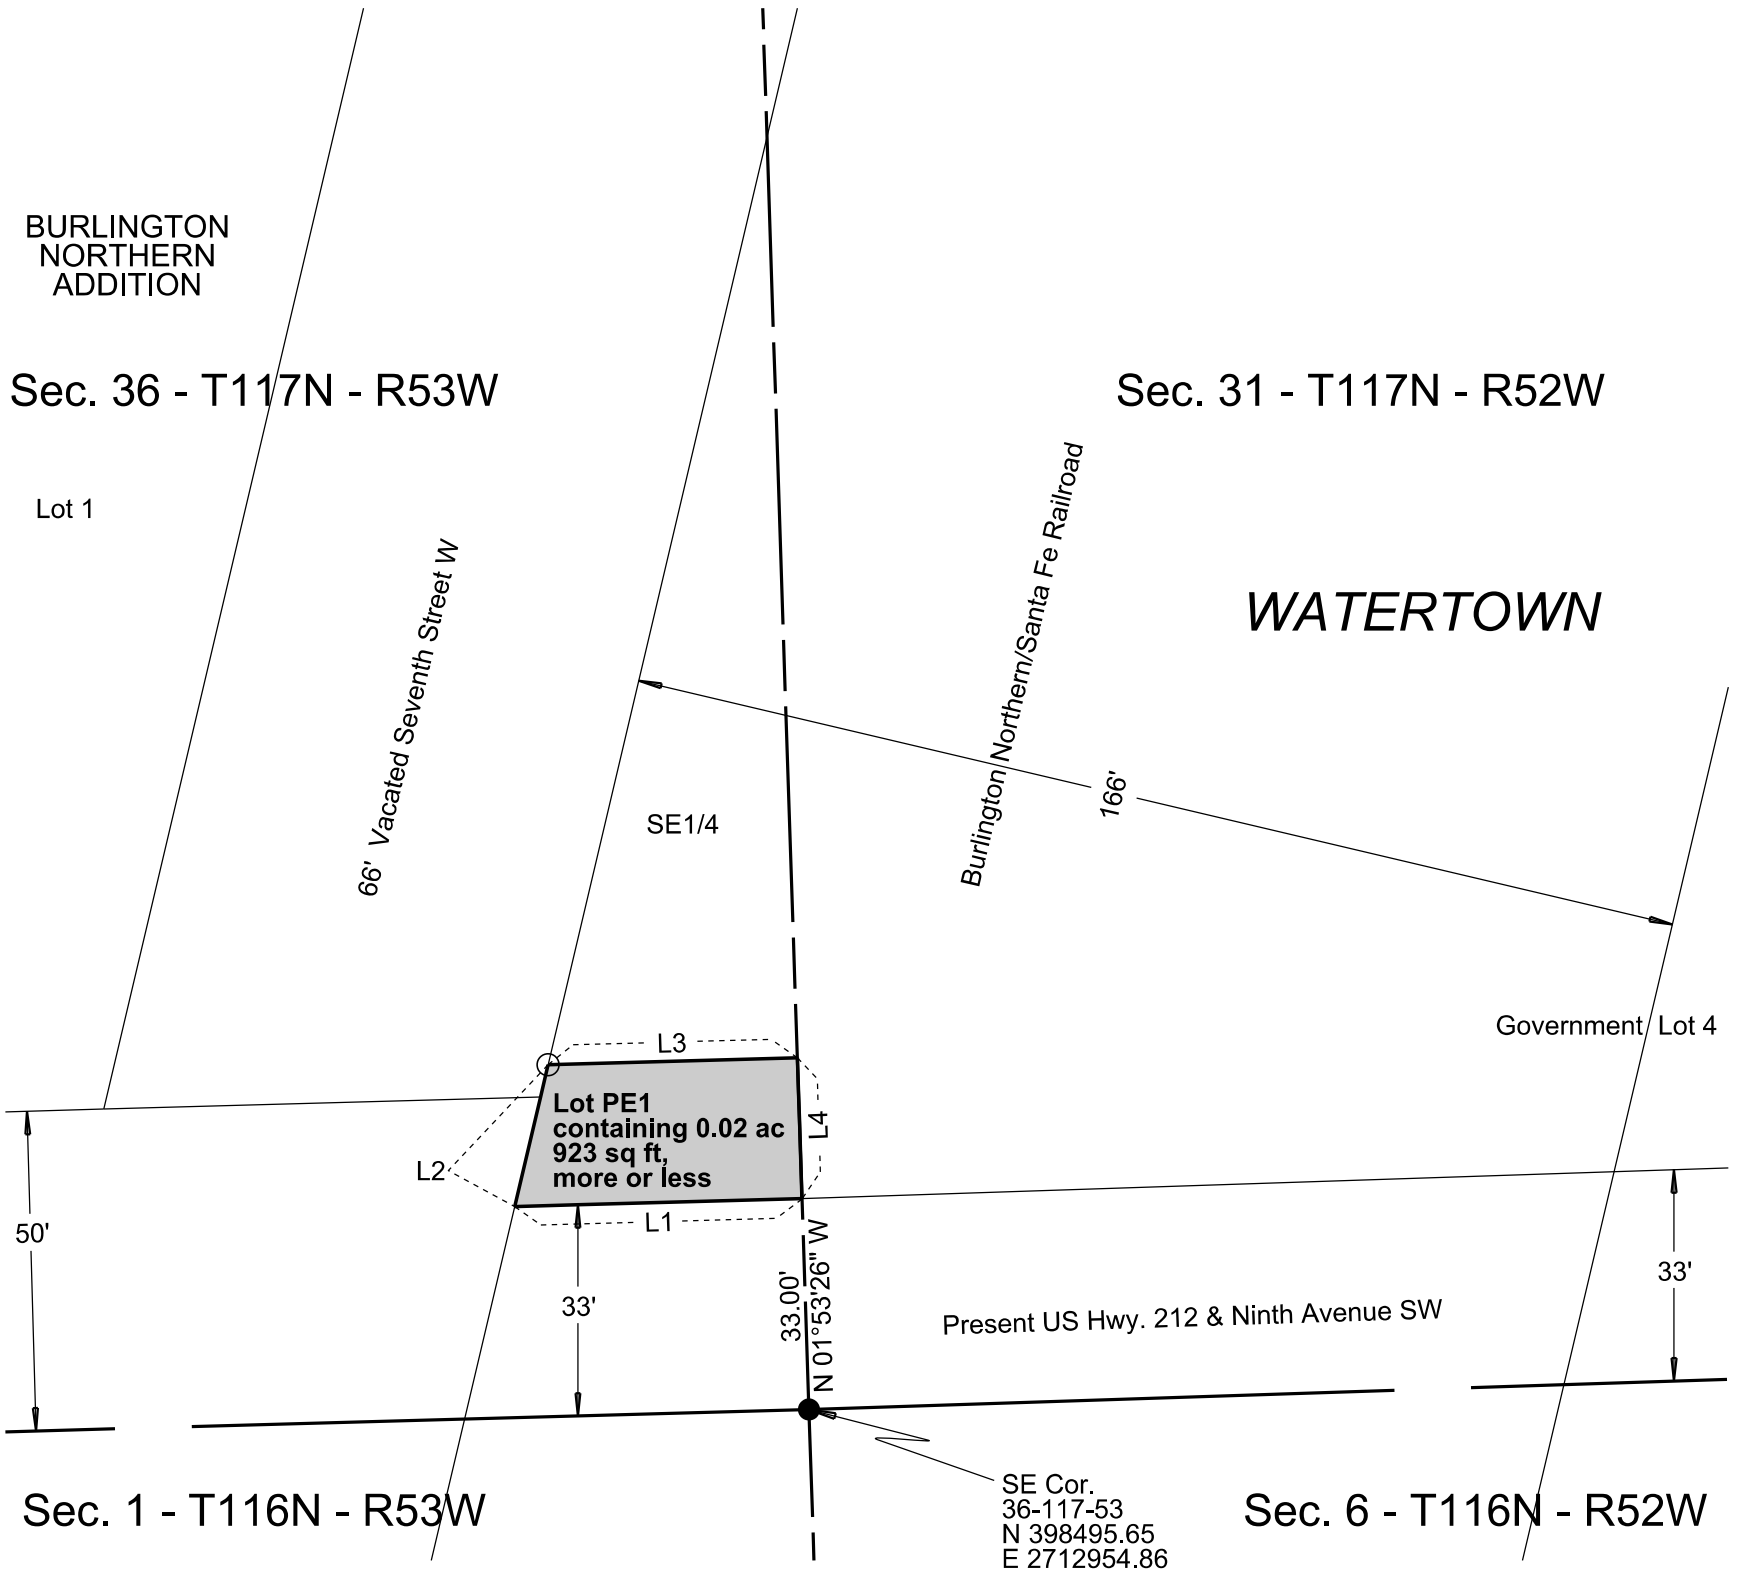 BURLINGTON
NORTHERN
ADDITION
Sec. 36 - T117N - R53W
Sec. 31 - T117N - R52W
Lot 1
66' Vacated Seventh Street W
Burlington Northern/Santa Fe Railroad
WATERTOWN
166'
SE1/4
Government Lot 4
L3
Lot PE1
containing 0.02 ac
923 sq ft,
more or less
L4
L2
L1
50'
33'
33.00'
N 01°53'26" W
33'
Present US Hwy. 212 & Ninth Avenue SW
SE Cor.
36-117-53
N 398495.65
E 2712954.86
Sec. 1 - T116N - R53W
Sec. 6 - T116N - R52W